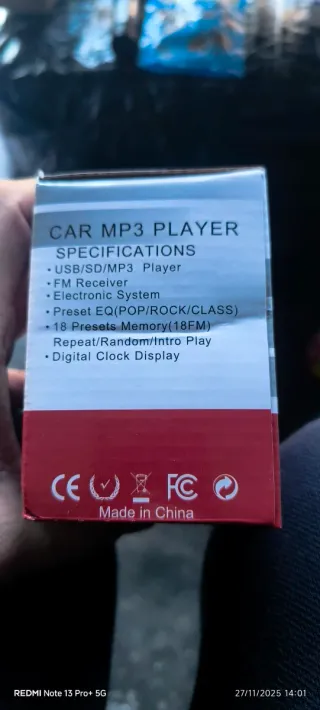 CAR MP3 PLAYER
SPECIFICATIONS
• USB/SD/MP3 Player
• FM Receiver
• Electronic System
• Preset EQ(POP/ROCK/CLASS)
• 18 Presets Memory(18FM)
Repeat/Random/Intro Play
• Digital Clock Display
CE FC
Made in China
REDMI Note 13 Pro+ 5G
27/11/2025 14:01